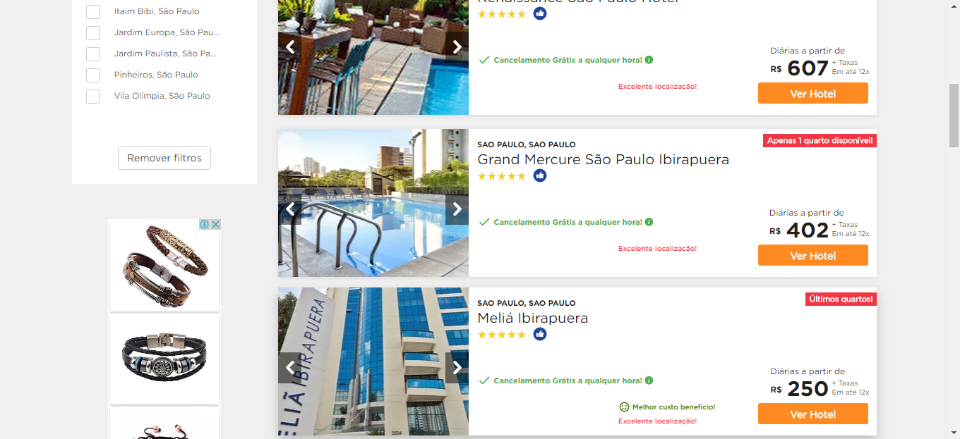 Itaim Bibi, São Paulo
Jardim Europa, São Pau...
Jardim Paulista, São Pa...
Pinheiros, São Paulo
Vila Olímpia, São Paulo
Remover filtros
Renaissance São Paulo Hotel
Cancelamento Grátis a qualquer hora!
Excelente localização!
Diárias a partir de
R$ 607 + Taxas
Em até 12x
Ver Hotel
SAO PAULO, SAO PAULO
Apenas 1 quarto disponível!
Grand Mercure São Paulo Ibirapuera
Cancelamento Grátis a qualquer hora!
Excelente localização!
Diárias a partir de
R$ 402 + Taxas
Em até 12x
Ver Hotel
MELIÁ IBIRAPUERA
SAO PAULO, SAO PAULO
Últimos quartos!
Meliá Ibirapuera
Cancelamento Grátis a qualquer hora!
Melhor custo benefício!
Excelente localização!
Diárias a partir de
R$ 250 + Taxas
Em até 12x
Ver Hotel